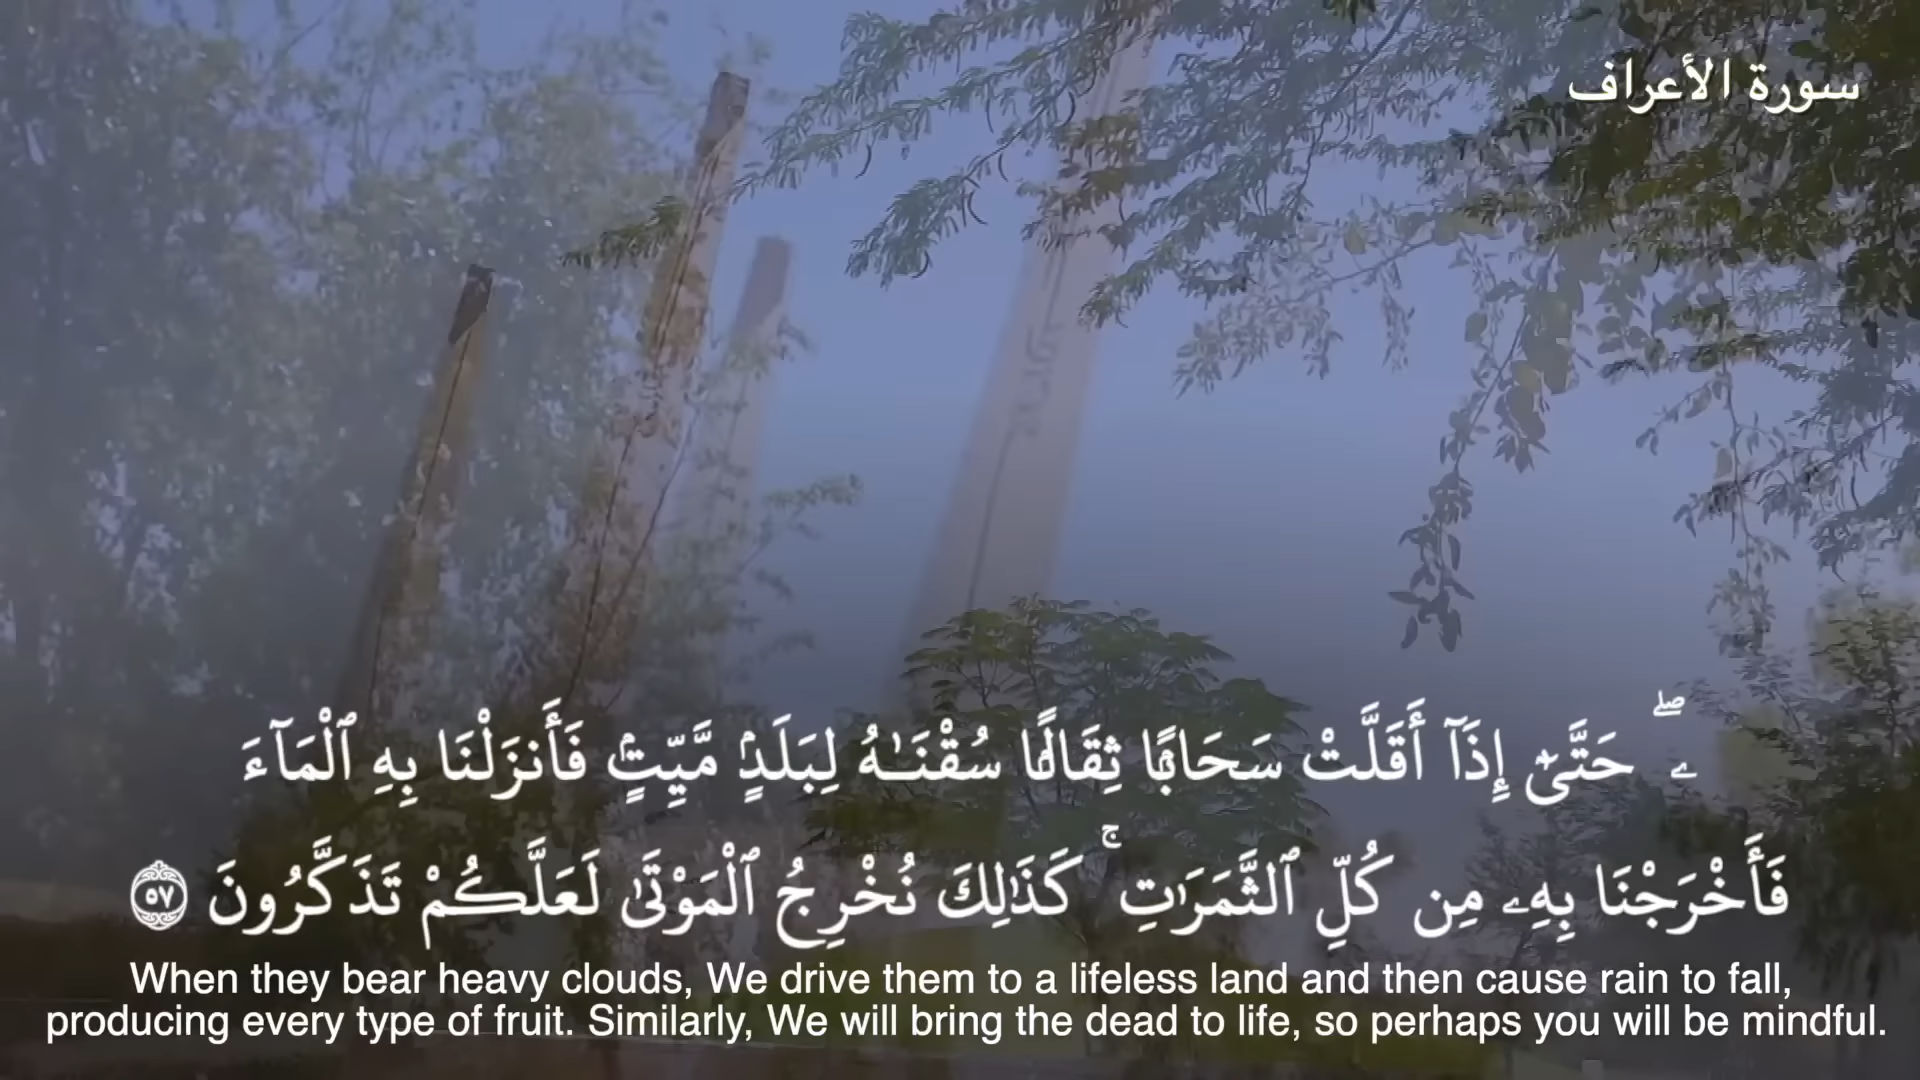 سورة الأعراف
ۦ ۖ حَتَّىٰٓ إِذَآ أَقَلَّتْ سَحَابًۭا ثِقَالًۭا سُقْنَـٰهُ لِبَلَدٍۢ مَّيِّتٍۢ فَأَنزَلْنَا بِهِ ٱلْمَآءَ
فَأَخْرَجْنَا بِهِۦ مِن كُلِّ ٱلثَّمَرَٰتِ ۚ كَذَٰلِكَ نُخْرِجُ ٱلْمَوْتَىٰ لَعَلَّكُمْ تَذَكَّرُونَ ٥٧
When they bear heavy clouds, We drive them to a lifeless land and then cause rain to fall,
producing every type of fruit. Similarly, We will bring the dead to life, so perhaps you will be mindful.